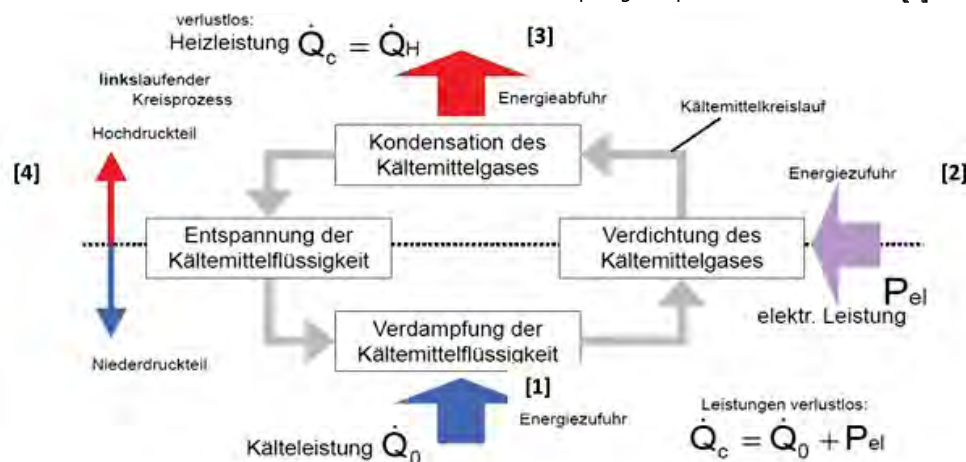 verlustlos:
Heizleistung Q̇c = Q̇H
[3]
linkslaufender
Kreisprozess
Hochdruckteil
Energieabfuhr
Kältemittelkreislauf
Kondensation des
Kältemittelgases
[4]
Energiezufuhr
[2]
Entspannung der
Kältemittelflüssigkeit
Verdichtung des
Kältemittelgases
Pel
elektr. Leistung
Verdampfung der
Kältemittelflüssigkeit
Niederdruckteil
[1]
Energiezufuhr
Kälteleistung Q̇0
Leistungen verlustlos:
Q̇c = Q̇0 + Pel